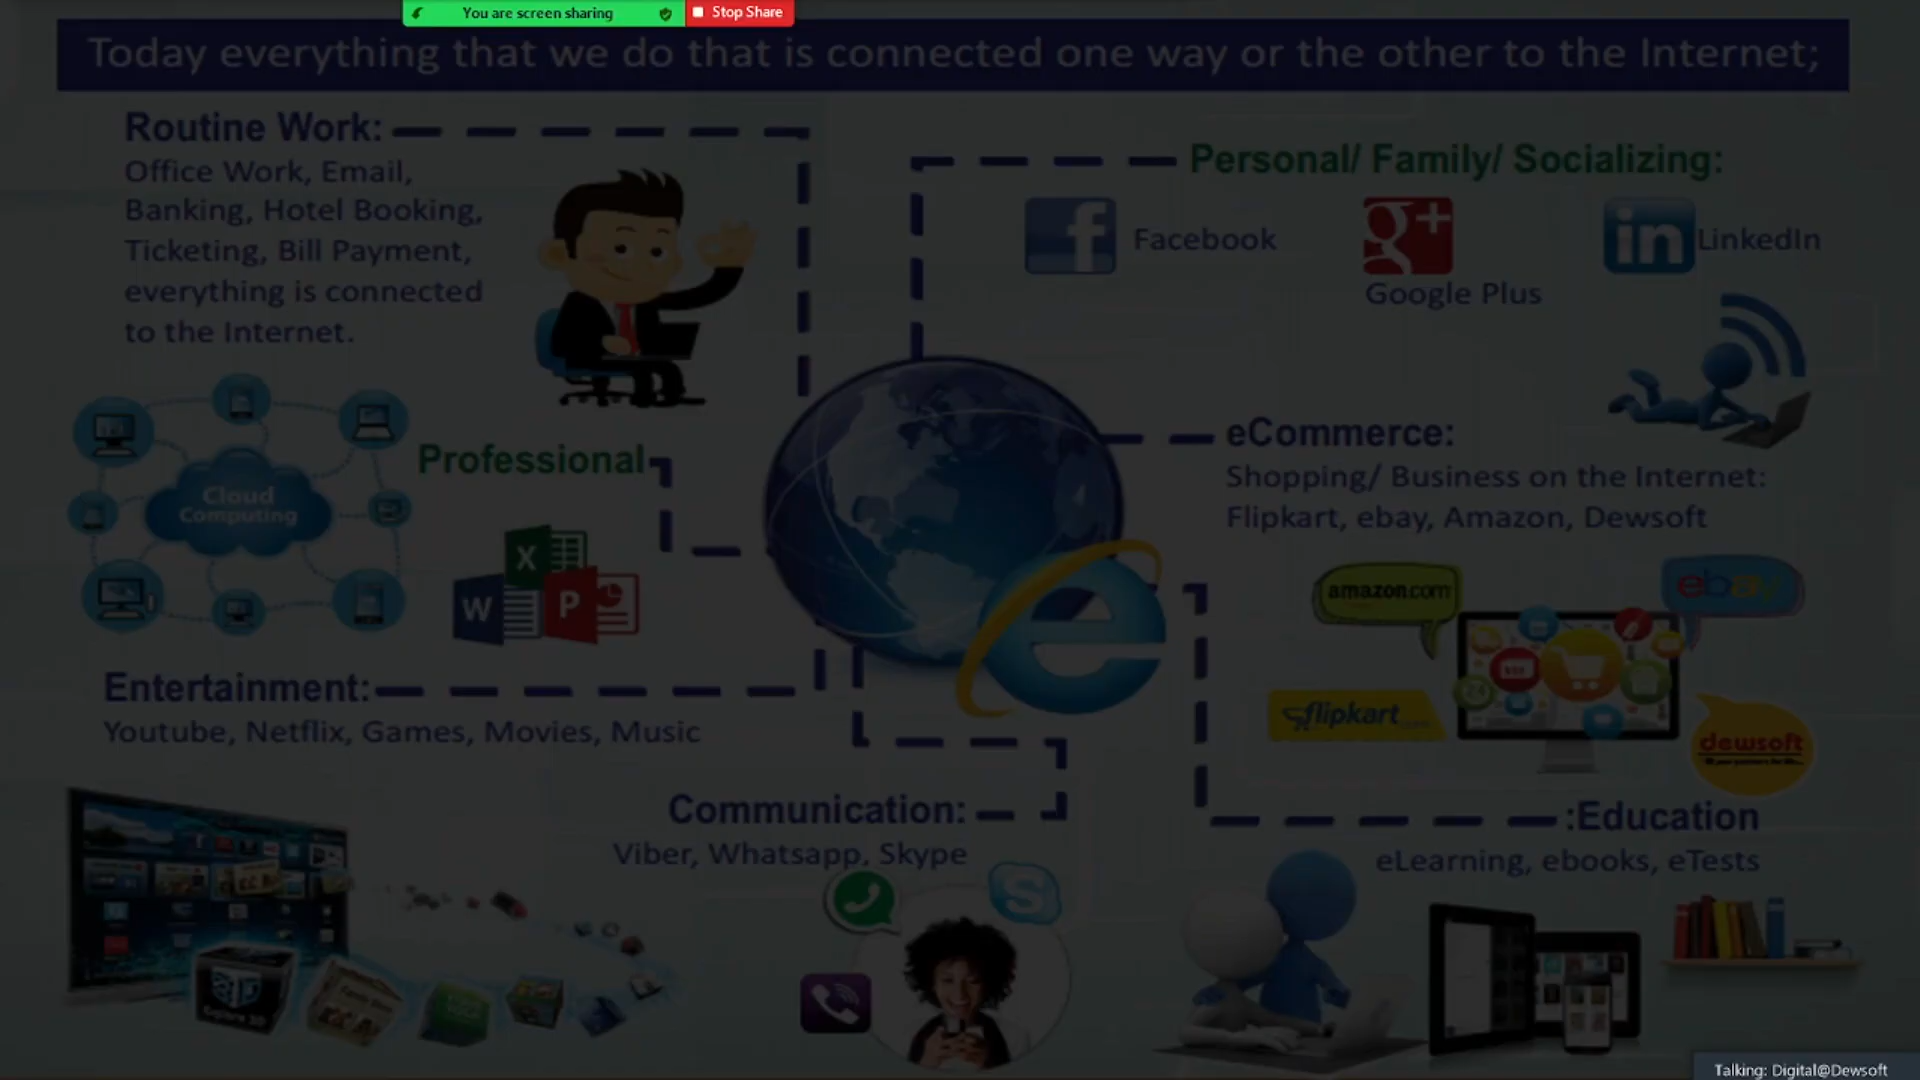 You are screen sharing
Stop Share
Today everything that we do that is connected one way or the other to the Internet;
Routine Work:
Office Work, Email,
Banking, Hotel Booking,
Ticketing, Bill Payment,
everything is connected
to the Internet.
Personal/ Family/ Socializing:
Facebook
g+
Google Plus
in
LinkedIn
Cloud
Computing
Professional
X
W
P
eCommerce:
Shopping/ Business on the Internet:
Flipkart, ebay, Amazon, Dewsoft
amazon.com
ebay
flipkart
dewsoft
Entertainment:
Youtube, Netflix, Games, Movies, Music
Communication:
Viber, Whatsapp, Skype
:Education
eLearning, ebooks, eTests
Talking: Digital@Dewsoft